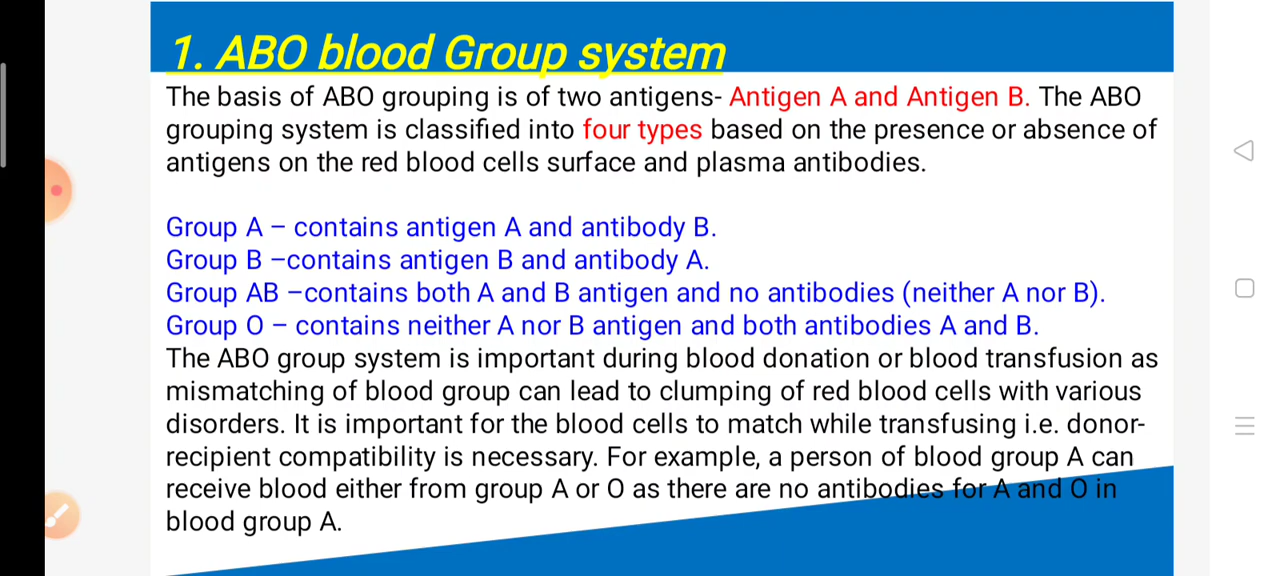 1. ABO blood Group system
The basis of ABO grouping is of two antigens- Antigen A and Antigen B. The ABO
grouping system is classified into four types based on the presence or absence of
antigens on the red blood cells surface and plasma antibodies.
Group A – contains antigen A and antibody B.
Group B –contains antigen B and antibody A.
Group AB –contains both A and B antigen and no antibodies (neither A nor B).
Group O – contains neither A nor B antigen and both antibodies A and B.
The ABO group system is important during blood donation or blood transfusion as
mismatching of blood group can lead to clumping of red blood cells with various
disorders. It is important for the blood cells to match while transfusing i.e. donor-
recipient compatibility is necessary. For example, a person of blood group A can
receive blood either from group A or O as there are no antibodies for A and O in
blood group A.